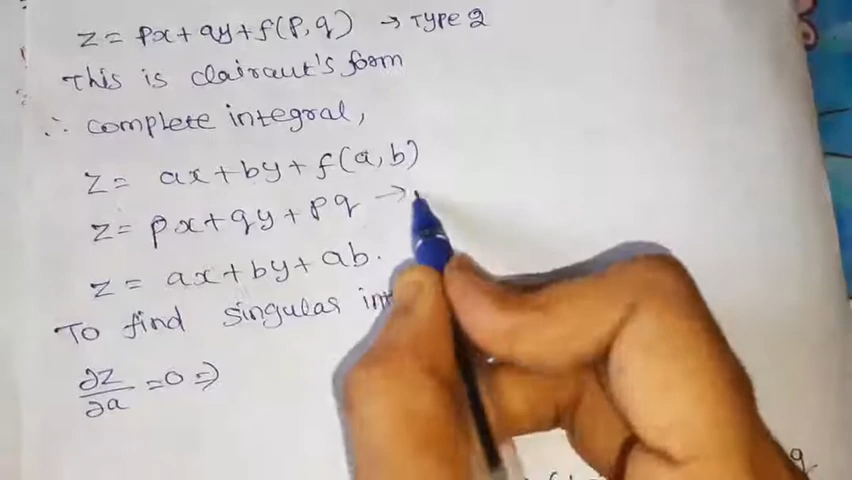 z = px + qy + f(p, q) → Type 2
This is clairaut's form
∴ complete integral,
z = ax + by + f(a, b)
z = px + qy + pq →
z = ax + by + ab.
To find singular
∂z/∂a = 0 ⇒